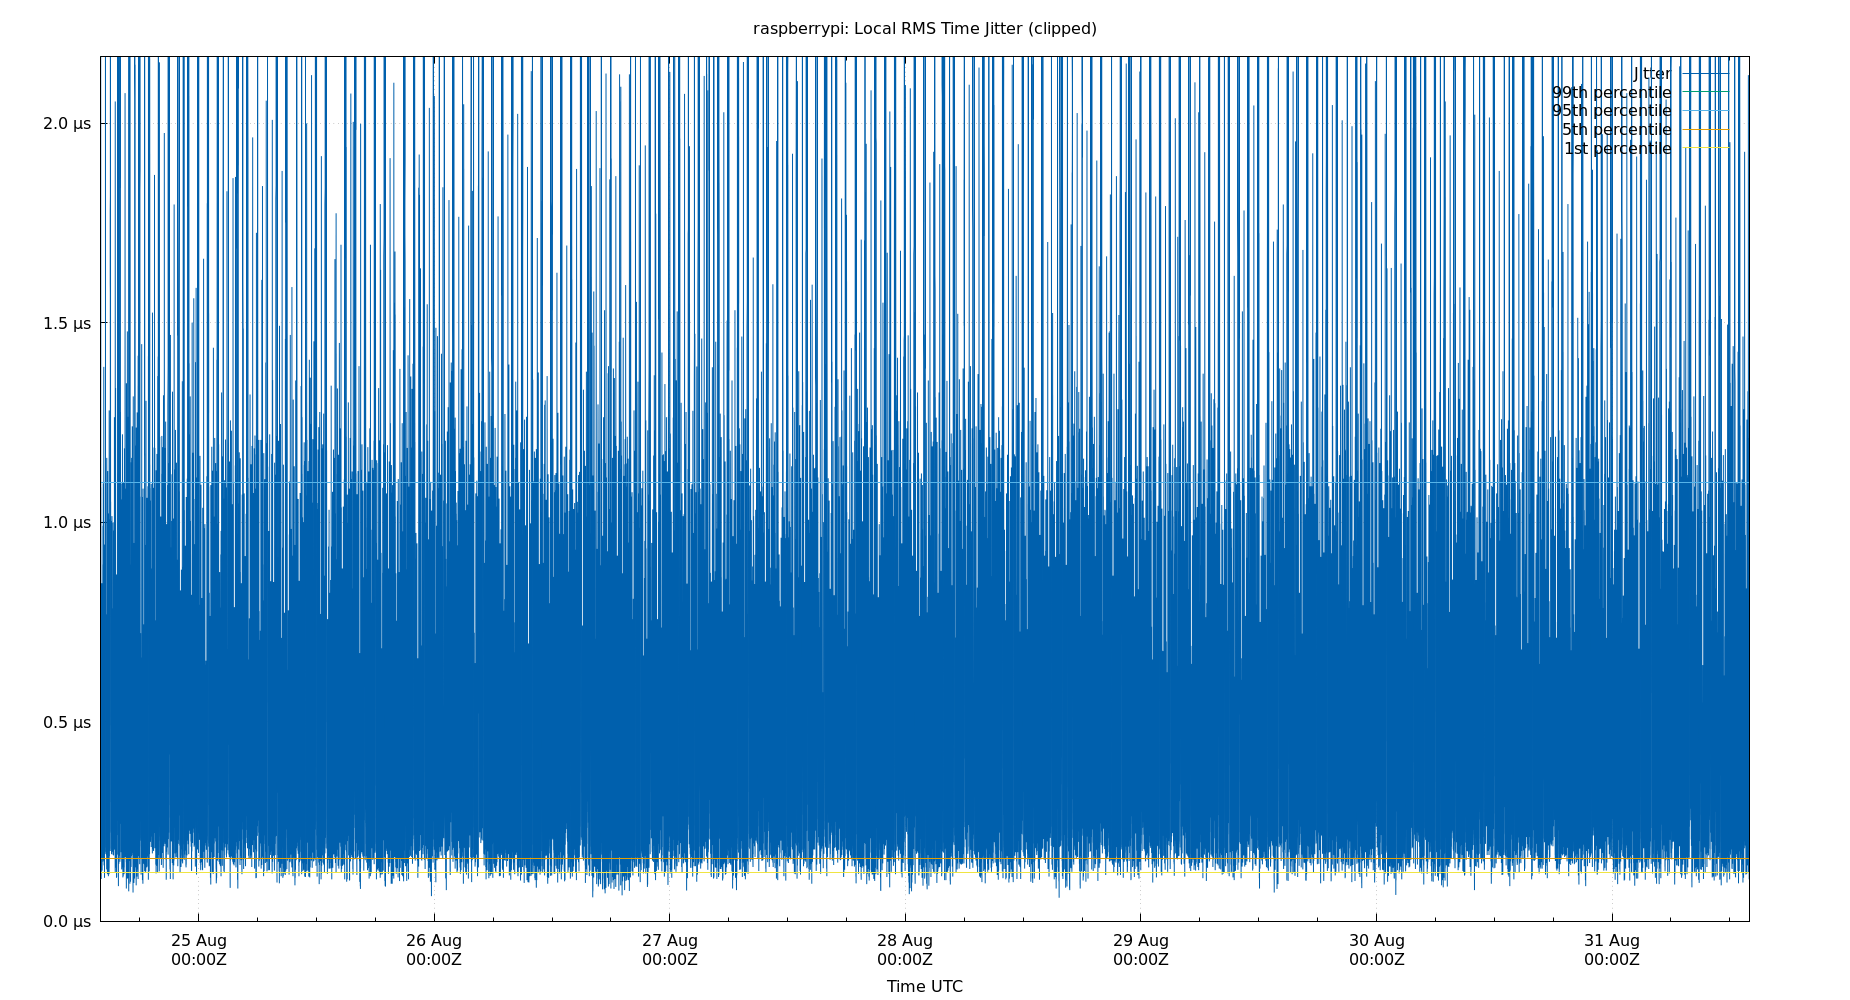 raspberrypi: Local RMS Time Jitter (clipped)
Jitter
99th percentile
95th percentile
5th percentile
1st percentile
2.0 µs
1.5 µs
1.0 µs
0.5 µs
0.0 µs
25 Aug 26 Aug 27 Aug 28 Aug 29 Aug 30 Aug 31 Aug
00:00Z 00:00Z 00:00Z 00:00Z 00:00Z 00:00Z 00:00Z
Time UTC